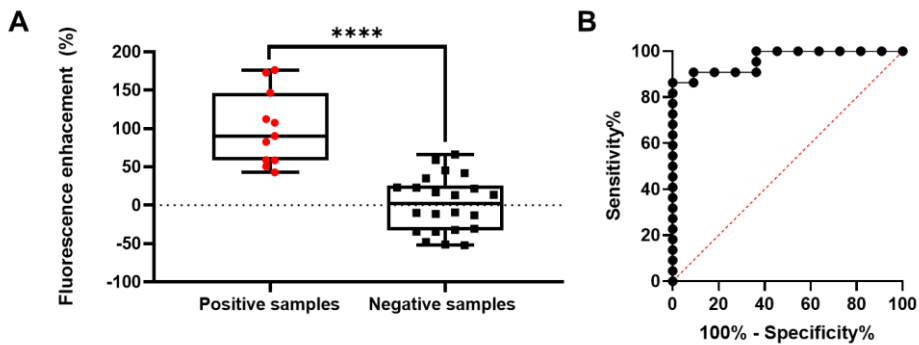 A
Fluorescence enhacement (%)
200
150
100
50
0
-50
-100
****
Positive samples
Negative samples
B
Sensitivity%
100
80
60
40
20
0
0
20
40
60
80
100
100% - Specificity%